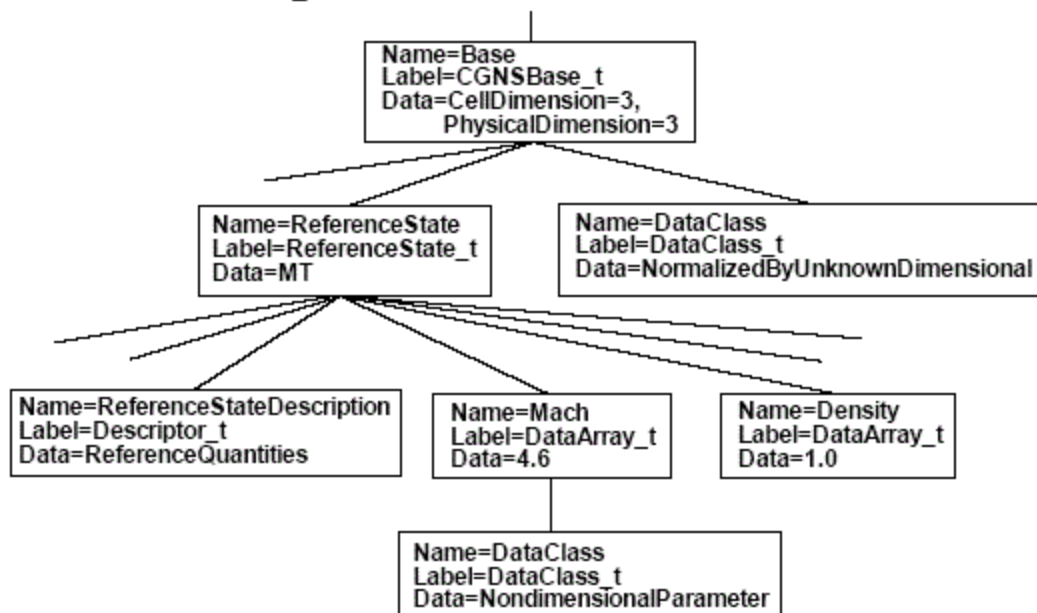 Name=Base
Label=CGNSBase_t
Data=CellDimension=3,
PhysicalDimension=3
Name=ReferenceState
Label=ReferenceState_t
Data=MT
Name=DataClass
Label=DataClass_t
Data=NormalizedByUnknownDimensional
Name=ReferenceStateDescription
Label=Descriptor_t
Data=ReferenceQuantities
Name=Mach
Label=DataArray_t
Data=4.6
Name=Density
Label=DataArray_t
Data=1.0
Name=DataClass
Label=DataClass_t
Data=NondimensionalParameter